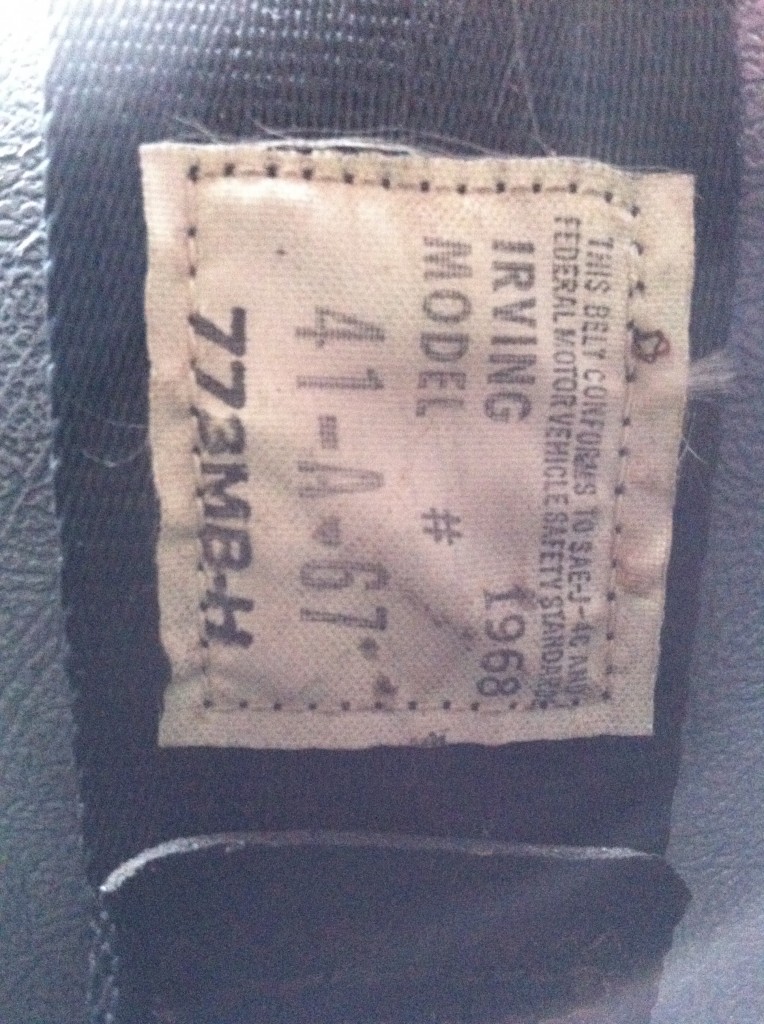 THIS BELT CONFORMS TO SAE-J-4C AND
FEDERAL MOTOR VEHICLE SAFETY STANDARD
IRVING 1968
MODEL #
41-A-67
773MB-H